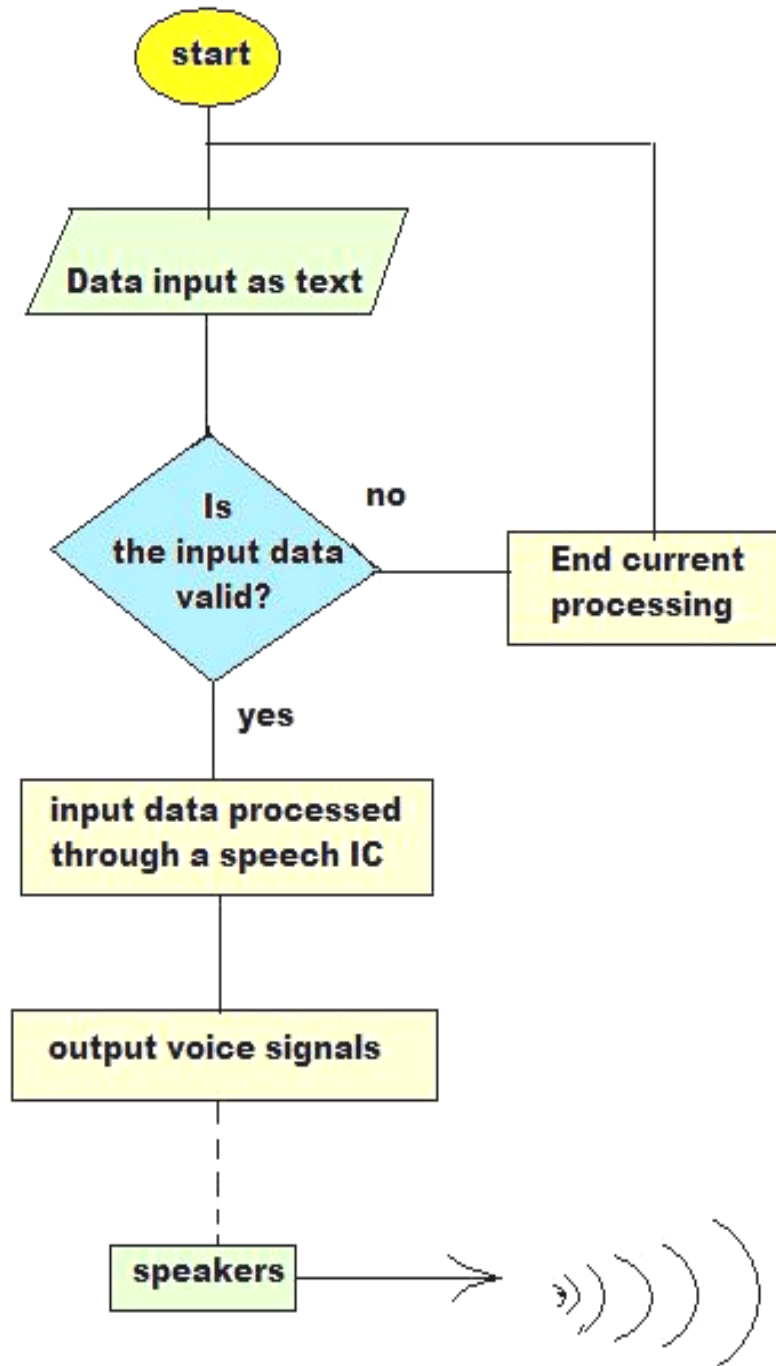 start
Data input as text
Is
the input data
valid?
no
End current
processing
yes
input data processed
through a speech IC
output voice signals
speakers